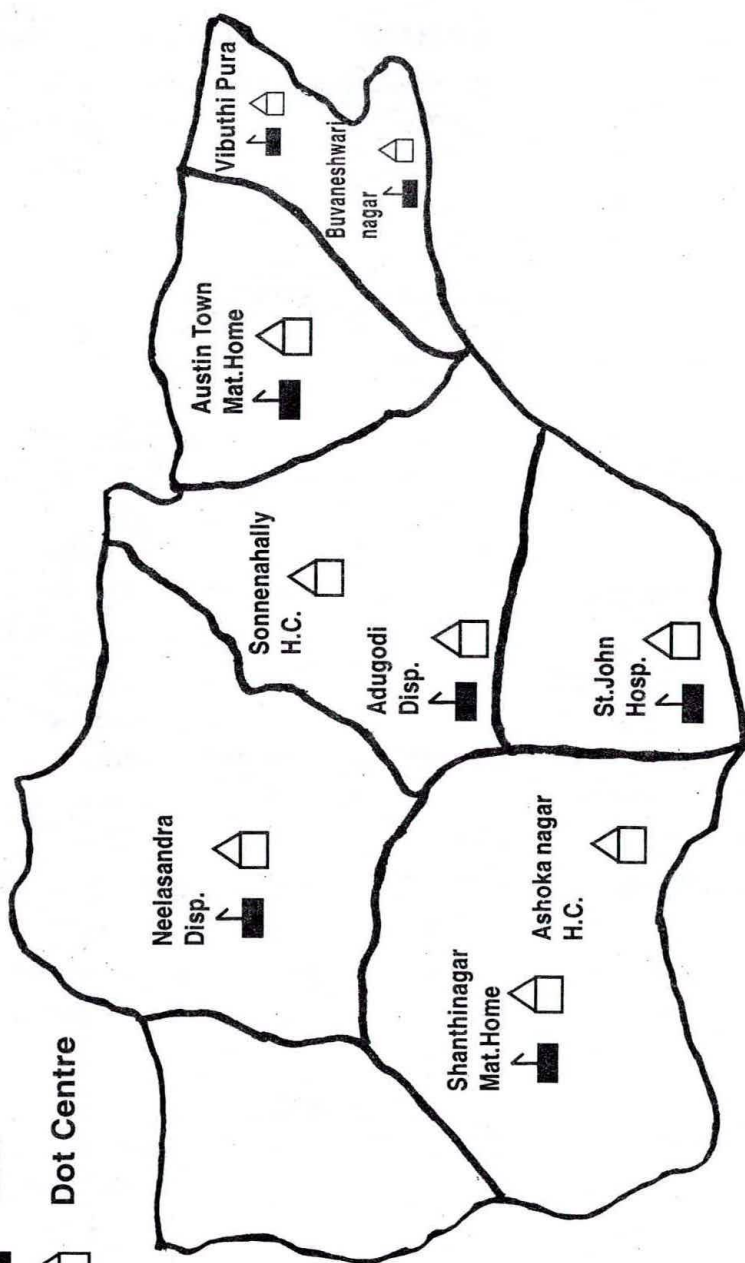 Dot Centre
Neelasandra
Disp.
Austin Town
Mat.Home
Vibuthi Pura
Sonnenahally
H.C.
Buvaneshwari
nagar
Adugodi
Disp.
Shanthinagar
Mat.Home
Ashoka nagar
H.C.
St.John
Hosp.